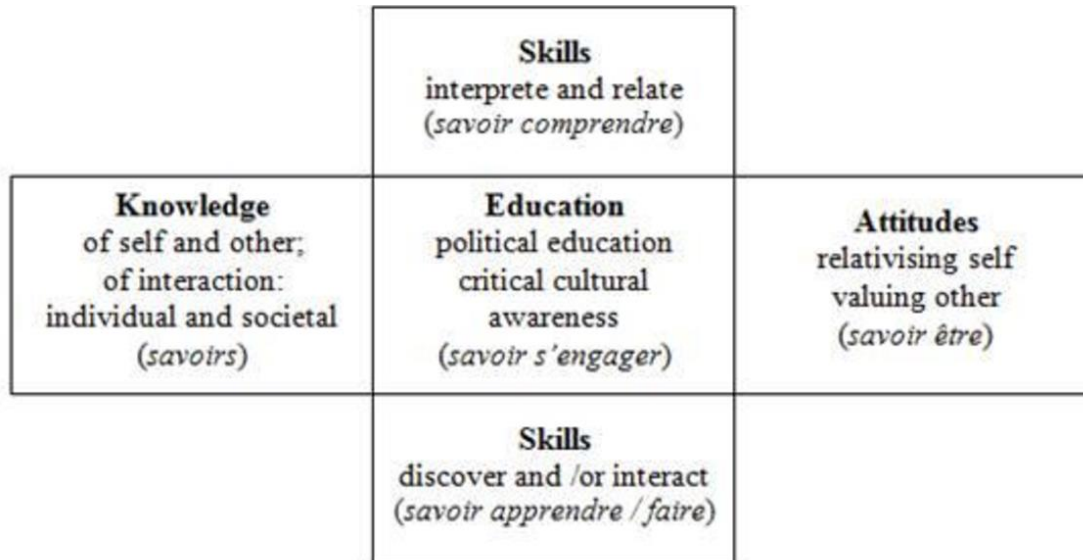 Skills
interprete and relate
(savoir comprendre)
Knowledge
of self and other;
of interaction:
individual and societal
(savoirs)
Education
political education
critical cultural
awareness
(savoir s'engager)
Attitudes
relativising self
valuing other
(savoir être)
Skills
discover and /or interact
(savoir apprendre / faire)